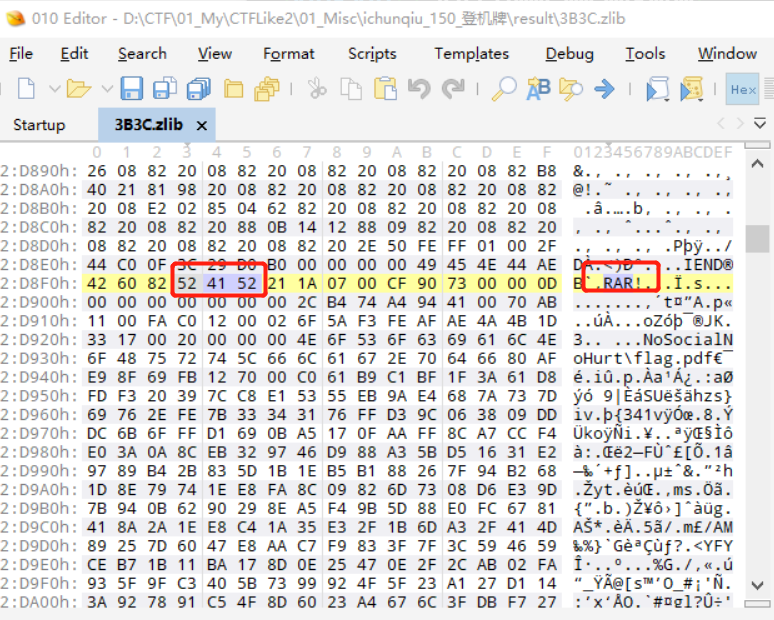 010 Editor - D:\CTF\01_My\CTFLike2\01_Misc\ichunqiu_150_登机牌\result\3B3C.zlib
File Edit Search View Format Scripts Templates Debug Tools Window
Hex
Startup 3B3C.zlib ×
0 1 2 3 4 5 6 7 8 9 A B C D E F 0123456789ABCDEF
2:D890h: 26 08 82 20 08 82 20 08 82 20 08 82 20 08 82 B8 &.‚ .‚ .‚ .‚ .‚¸
2:D8A0h: 40 21 81 98 20 08 82 20 08 82 20 08 82 20 08 82 @!.˜ .‚ .‚ .‚ .‚
2:D8B0h: 20 08 E2 02 85 04 62 82 20 08 82 20 08 82 20 08 .â.….b‚ .‚ .‚ .
2:D8C0h: 82 20 08 82 20 88 0B 14 12 88 09 82 20 08 82 20 ‚ .‚ ˆ...ˆ.‚ .‚
2:D8D0h: 08 82 20 08 82 20 08 82 20 2E 50 FE FF 01 00 2F .‚ .‚ .‚ .Pþÿ../
2:D8E0h: 44 C0 0F 3C 29 D0 B0 00 00 00 00 49 45 4E 44 AE DÀ.<)Ð°....IEND®
2:D8F0h: 42 60 82 52 41 52 21 1A 07 00 CF 90 73 00 00 0D B`‚RAR!...Ï.s...
2:D900h: 00 00 00 00 00 00 00 2C B4 74 A4 94 41 00 70 AB .......,´t¤”A.p«
2:D910h: 11 00 FA C0 12 00 02 6F 5A F3 FE AF AE 4A 4B 1D ..úÀ...oZóþ¯®JK.
2:D920h: 33 17 00 20 00 00 00 4E 6F 53 6F 63 69 61 6C 4E 3.. ...NoSocialN
2:D930h: 6F 48 75 72 74 5C 66 6C 61 67 2E 70 64 66 80 AF oHurt\flag.pdf€¯
2:D940h: E9 8F 69 FB 12 70 00 C0 61 B9 C1 BF 1F 3A 61 D8 é.iû.p.Àa¹Á¿.:aØ
2:D950h: FD F3 20 39 7C C8 E1 53 55 EB 9A E4 68 7A 73 7D ýó 9|ÈáSUëšähzs}
2:D960h: 69 76 2E FE 7B 33 34 31 76 FF D3 9C 06 38 09 DD iv.þ{341vÿÓœ.8.Ý
2:D970h: DC 6B 6F FF D1 69 0B A5 17 0F AA FF 8C A7 CC F4 ÜkoÿÑi.¥..ªÿŒ§Ìô
2:D980h: E0 3A 0A 8C EB 32 97 46 D9 88 A3 5B D5 16 31 E2 à:.Œë2—FÙˆ£[Õ.1â
2:D990h: 97 89 B4 2B 83 5D 1B 1E B5 B1 88 26 7F 94 B2 68 —‰´+ƒ]..µ±ˆ&.”²h
2:D9A0h: 1D 8E 79 74 1E E8 FA 8C 09 82 6D 73 08 D6 E3 9D .Žyt.èúŒ.‚ms.Öã.
2:D9B0h: 7B 94 0B 62 90 29 8E A5 F4 9B 5D 88 E0 FC 67 81 {”.b.)Ž¥ô›]ˆàüg.
2:D9C0h: 41 8A 2A 1E E8 C4 1A 35 E3 2F 1B 6D A3 2F 41 4D AŠ*.èÄ.5ã/.m£/AM
2:D9D0h: 89 25 7D 60 47 E8 AA C7 F9 83 3F 7F 3C 59 46 59 ‰%}`GèªÇùƒ?.<YFY
2:D9E0h: CE B7 1B 11 BA 17 8D 0E 25 47 0E 2F 2C AB 02 FA Î·..º...%G./,«.ú
2:D9F0h: 93 5F 9F C3 40 5B 73 99 92 4F 5F 23 A1 27 D1 14 “_ŸÃ@[s™’O_#¡'Ñ.
2:DA00h: 3A 92 78 91 C5 4F 8D 60 23 A4 67 6C 3F DB F7 27 :’x‘ÅO.`#¤gl?Û÷'